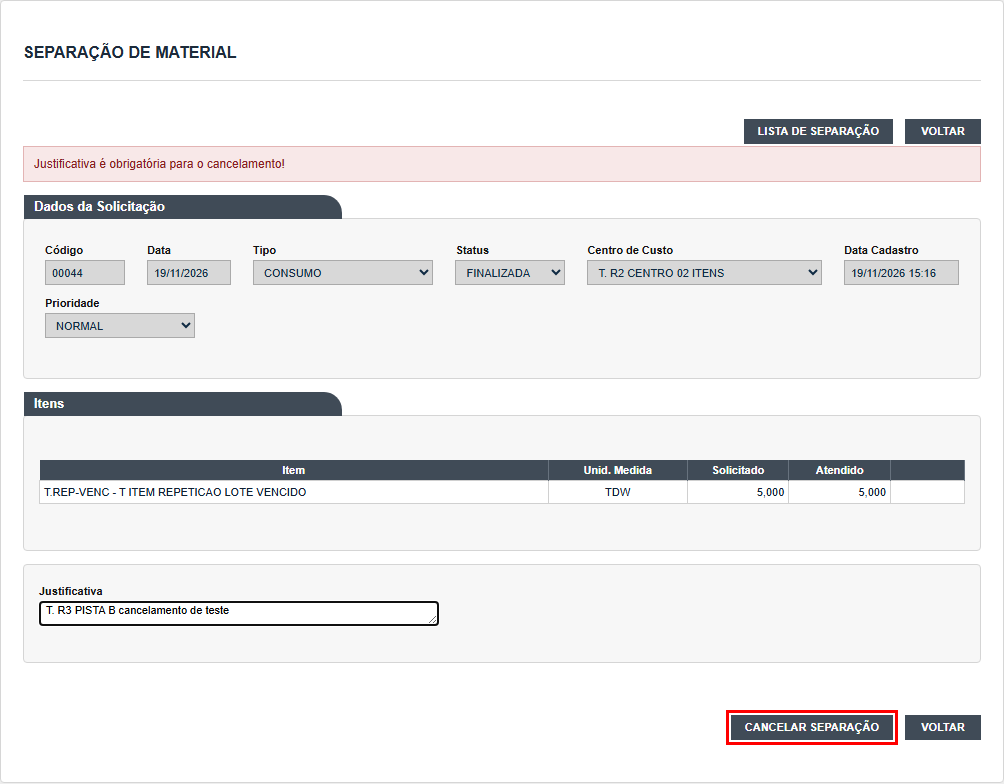 SEPARAÇÃO DE MATERIAL
LISTA DE SEPARAÇÃO VOLTAR
Justificativa é obrigatória para o cancelamento!
Dados da Solicitação
Código Data Tipo Status Centro de Custo Data Cadastro
00044 19/11/2026 CONSUMO FINALIZADA T. R2 CENTRO 02 ITENS 19/11/2026 15:16
Prioridade
NORMAL
Itens
Item Unid. Medida Solicitado Atendido
T.REP-VENC - T ITEM REPETICAO LOTE VENCIDO TDW 5,000 5,000
Justificativa
T. R3 PISTA B cancelamento de teste
CANCELAR SEPARAÇÃO VOLTAR